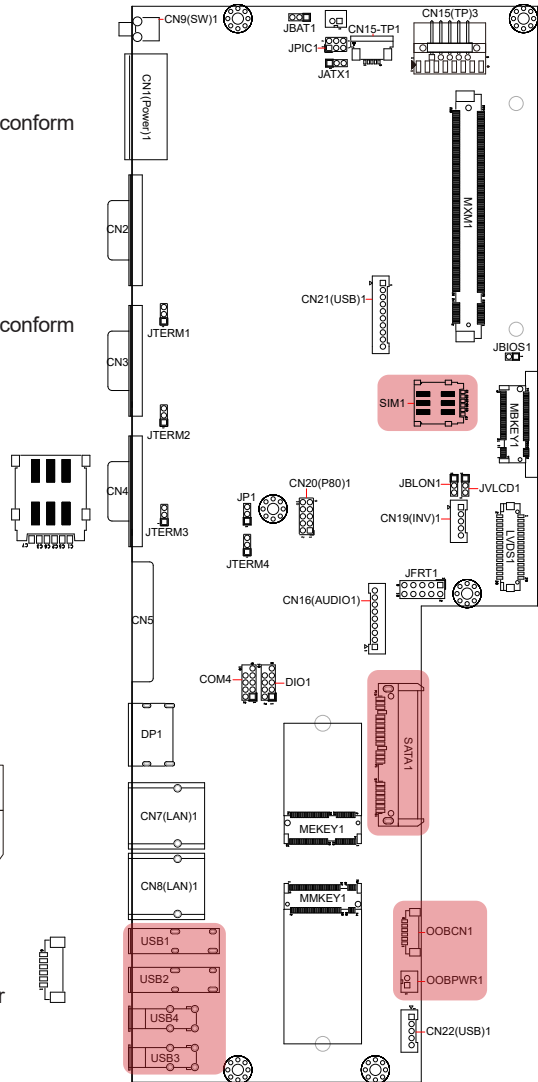 CN9(SW)1
JBAT1
CN15(TP)3
JPIC1
CN15-TP1
JATX1
CN1(Power)1
conform
MXM1
CN2
CN21(USB)1
conform
JTERM1
JBIOS1
CN3
SIM1
MBKEY1
JTERM2
CN4
CN20(P80)1
JBLON1
JVLCD1
JP1
CN19(INV)1
JTERM3
LVDS1
JTERM4
JFRT1
CN5
CN16(AUDIO1)
COM4
DIO1
DP1
SATA1
CN7(LAN)1
MEKEY1
CN8(LAN)1
MMKEY1
USB1
OOBCN1
USB2
OOBPWR1
r
USB4
CN22(USB)1
USB3